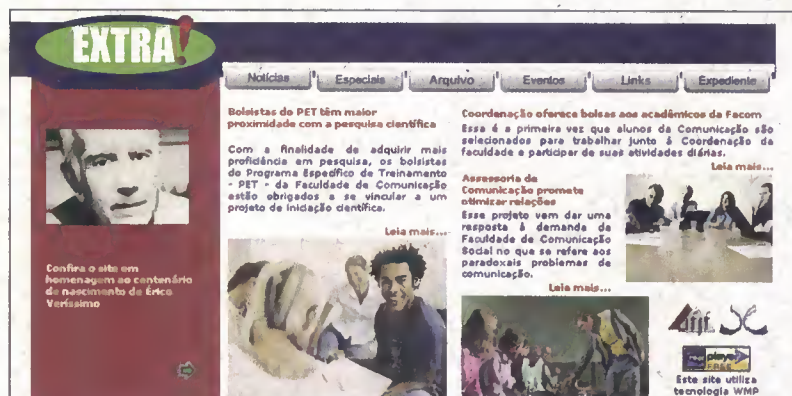 EXTRA!
Notícias Especiais Arquivo Eventos Links Expediente
Confira o site em
homenagem ao centenário
de nascimento de Érico
Veríssimo
Bolsistas do PET têm maior
proximidade com a pesquisa científica
Com a finalidade de adquirir mais
proficiência em pesquisa, os bolsistas
do Programa Específico de Treinamento
- PET - da Faculdade de Comunicação
estão obrigados a se vincular a um
projeto de iniciação científica.
Leia mais...
Coordenação oferece bolsas aos acadêmicos da Facom
Essa é a primeira vez que alunos da Comunicação são
selecionados para trabalhar junto à Coordenação da
faculdade e participar de suas atividades diárias.
Leia mais...
Assessoria de
Comunicação promete
otimizar relações
Esse projeto vem dar uma
resposta à demanda da
Faculdade de Comunicação
Social no que se refere aos
paradoxais problemas de
comunicação.
Leia mais...
player
FREE
Este site utiliza
tecnologia WMP